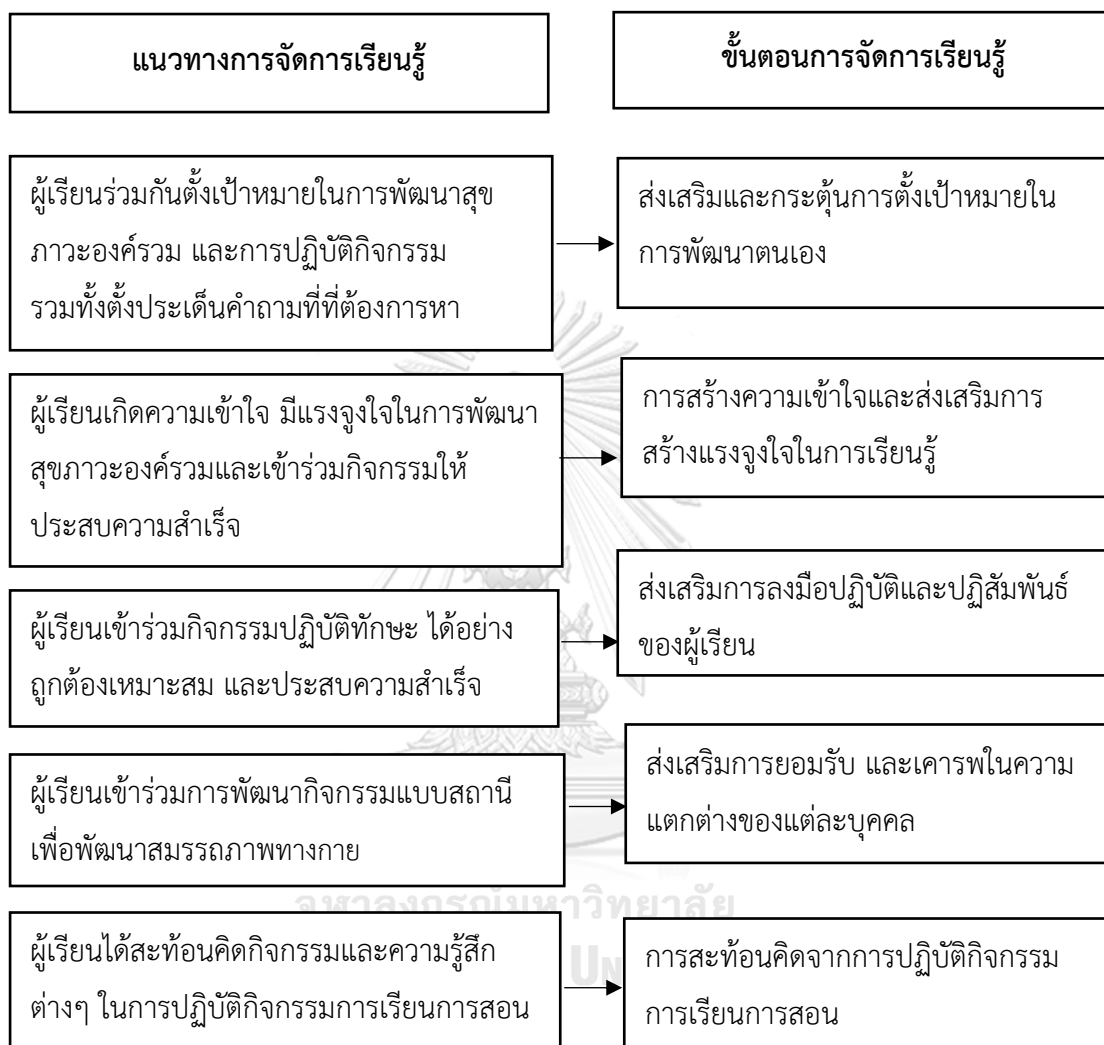 แนวทางการจัดการเรียนรู้
ขั้นตอนการจัดการเรียนรู้
ผู้เรียนร่วมกันตั้งเป้าหมายในการพัฒนาสุข
ภาวะองค์รวม และการปฏิบัติกิจกรรม
รวมทั้งตั้งประเด็นคำถามที่ที่ต้องการหา
ส่งเสริมและกระตุ้นการตั้งเป้าหมายใน
การพัฒนาตนเอง
ผู้เรียนเกิดความเข้าใจ มีแรงจูงใจในการพัฒนา
สุขภาวะองค์รวมและเข้าร่วมกิจกรรมให้
ประสบความสำเร็จ
การสร้างความเข้าใจและส่งเสริมการ
สร้างแรงจูงใจในการเรียนรู้
ผู้เรียนเข้าร่วมกิจกรรมปฏิบัติทักษะ ได้อย่าง
ถูกต้องเหมาะสม และประสบความสำเร็จ
ส่งเสริมการลงมือปฏิบัติและปฏิสัมพันธ์
ของผู้เรียน
ผู้เรียนเข้าร่วมการพัฒนากิจกรรมแบบสถานี
เพื่อพัฒนาสมรรถภาพทางกาย
ส่งเสริมการยอมรับ และเคารพในความ
แตกต่างของแต่ละบุคคล
จุฬาลงกรณ์มหาวิทยาลัย
ผู้เรียนได้สะท้อนคิดกิจกรรมและความรู้สึก
ต่างๆ ในการปฏิบัติกิจกรรมการเรียนการสอน
การสะท้อนคิดจากการปฏิบัติกิจกรรม
การเรียนการสอน